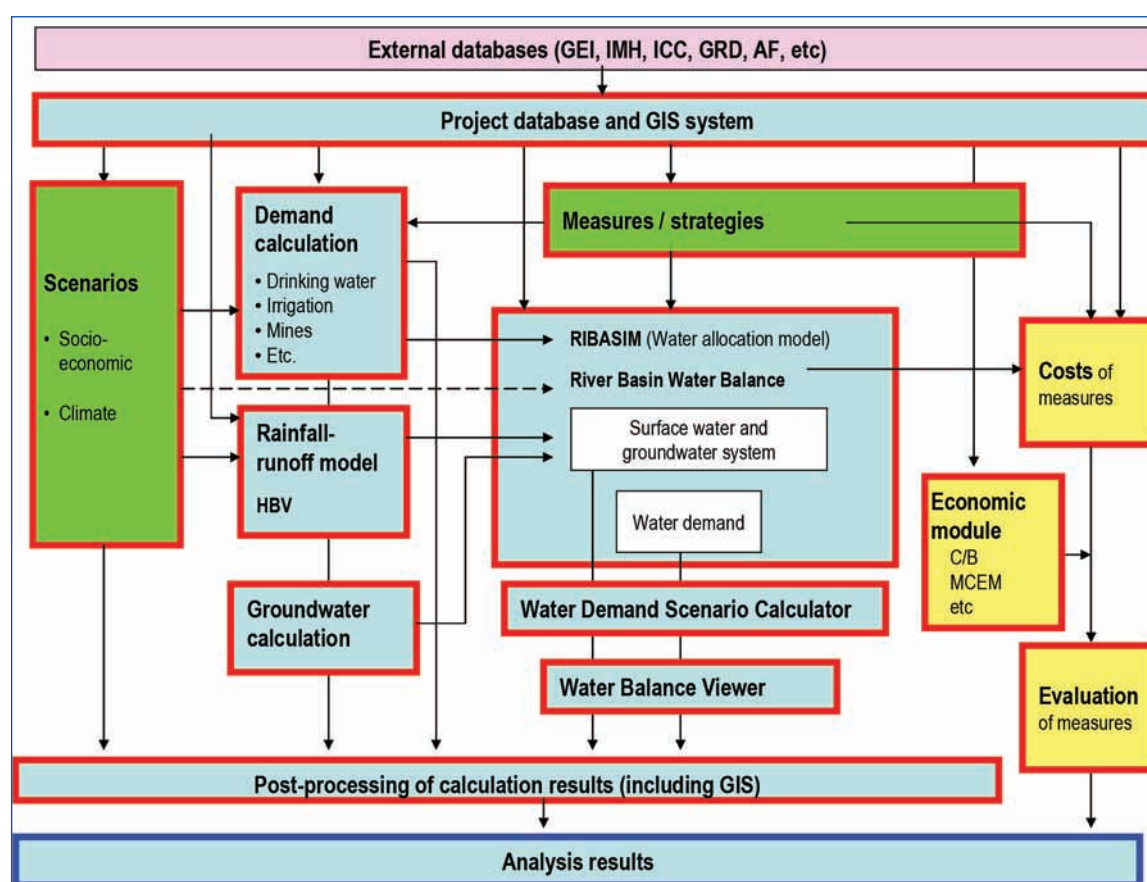 External databases (GEI, IMH, ICC, GRD, AF, etc)
Project database and GIS system
Scenarios
• Socio-
economic
• Climate
Demand
calculation
• Drinking water
• Irrigation
• Mines
• Etc.
Measures / strategies
RIBASIM (Water allocation model)
River Basin Water Balance
Surface water and
groundwater system
Water demand
Costs of
measures
Rainfall-
runoff model
HBV
Economic
module
C/B
MCEM
etc
Groundwater
calculation
Water Demand Scenario Calculator
Water Balance Viewer
Evaluation
of measures
Post-processing of calculation results (including GIS)
Analysis results